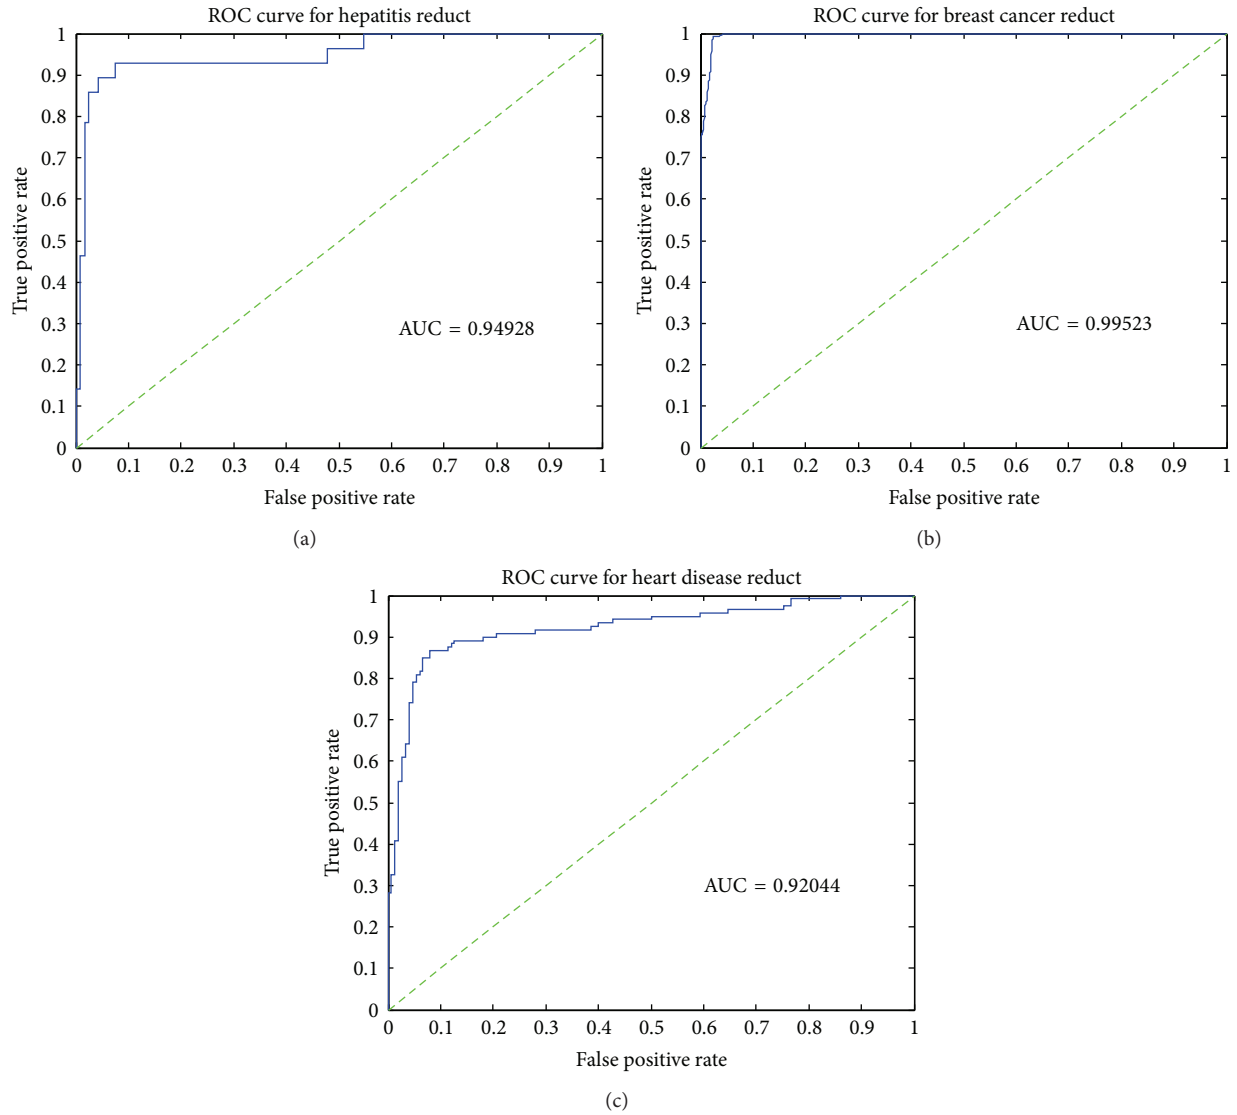 ROC curve for hepatitis reduct
1
0.9
0.8
0.7
0.6
0.5
0.4
0.3
0.2
0.1
0
True positive rate
AUC = 0.94928
0 0.1 0.2 0.3 0.4 0.5 0.6 0.7 0.8 0.9 1
False positive rate
(a)
ROC curve for breast cancer reduct
1
0.9
0.8
0.7
0.6
0.5
0.4
0.3
0.2
0.1
0
True positive rate
AUC = 0.99523
0 0.1 0.2 0.3 0.4 0.5 0.6 0.7 0.8 0.9 1
False positive rate
(b)
ROC curve for heart disease reduct
1
0.9
0.8
0.7
0.6
0.5
0.4
0.3
0.2
0.1
0
True positive rate
AUC = 0.92044
0 0.1 0.2 0.3 0.4 0.5 0.6 0.7 0.8 0.9 1
False positive rate
(c)